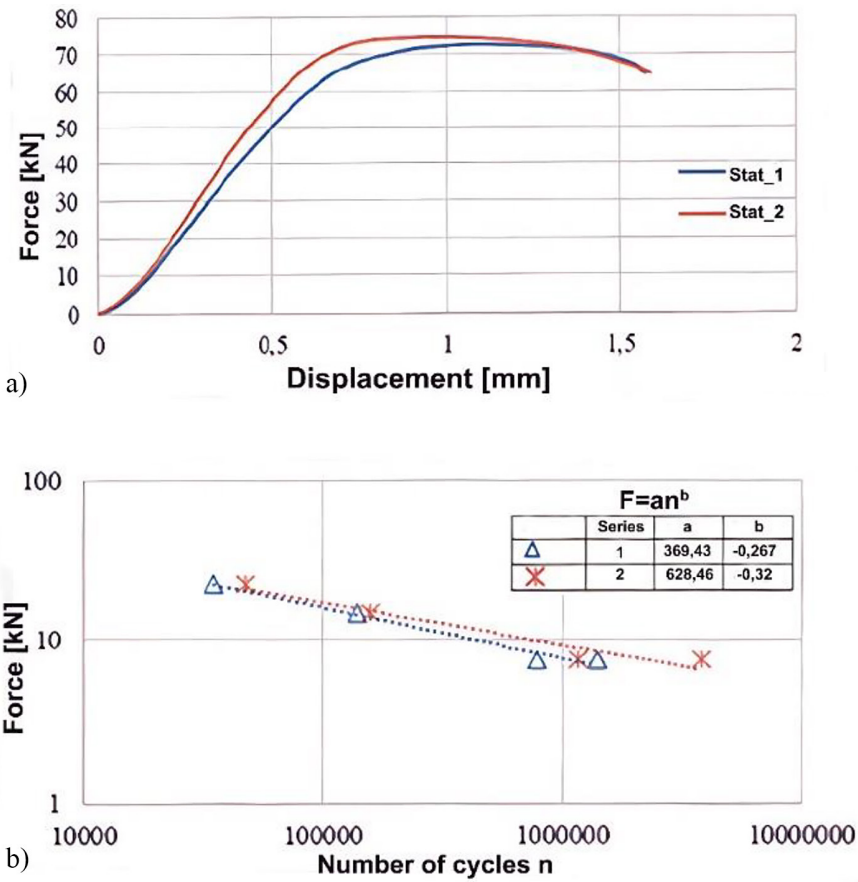 a)
Force [kN]
80
70
60
50
40
30
20
10
0
Stat_1
Stat_2
0 0,5 1 1,5 2
Displacement [mm]
b)
Force [kN]
100
10
1
F=anᵇ
Series a b
1 369,43 -0,267
2 628,46 -0,32
10000 100000 1000000 10000000
Number of cycles n